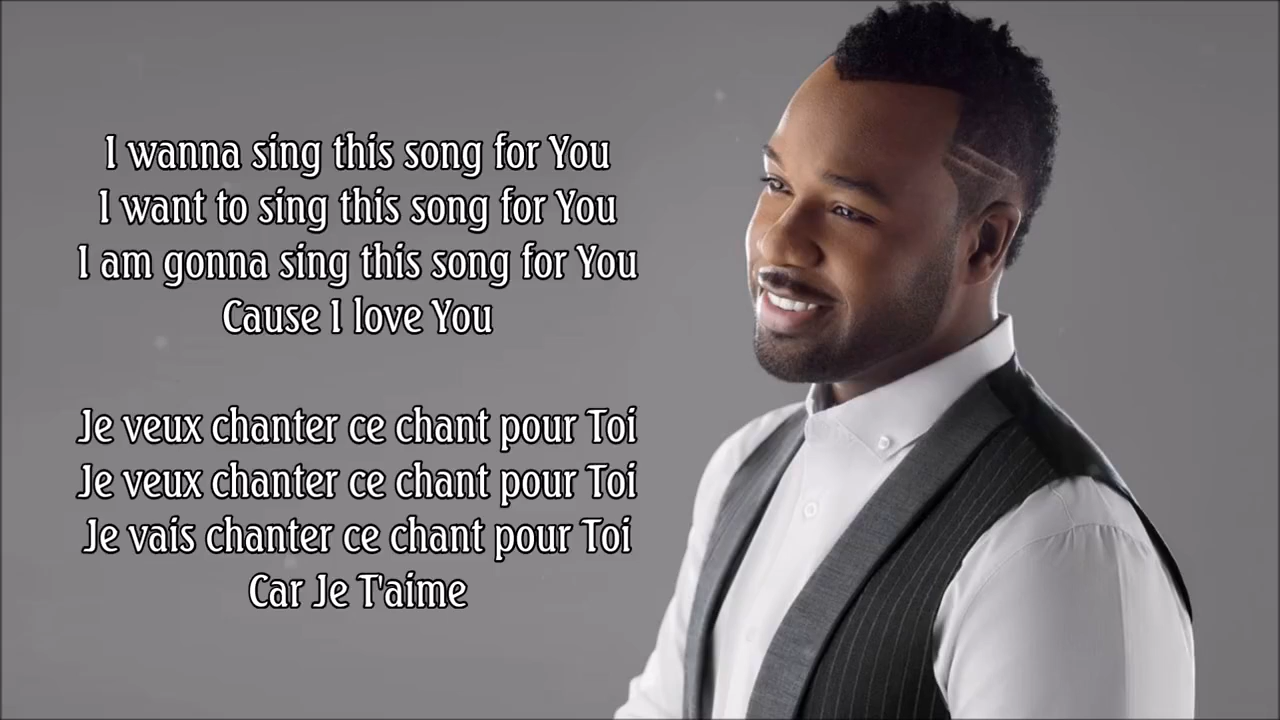 I wanna sing this song for You
I want to sing this song for You
I am gonna sing this song for You
Cause I love You
Je veux chanter ce chant pour Toi
Je veux chanter ce chant pour Toi
Je vais chanter ce chant pour Toi
Car Je T'aime